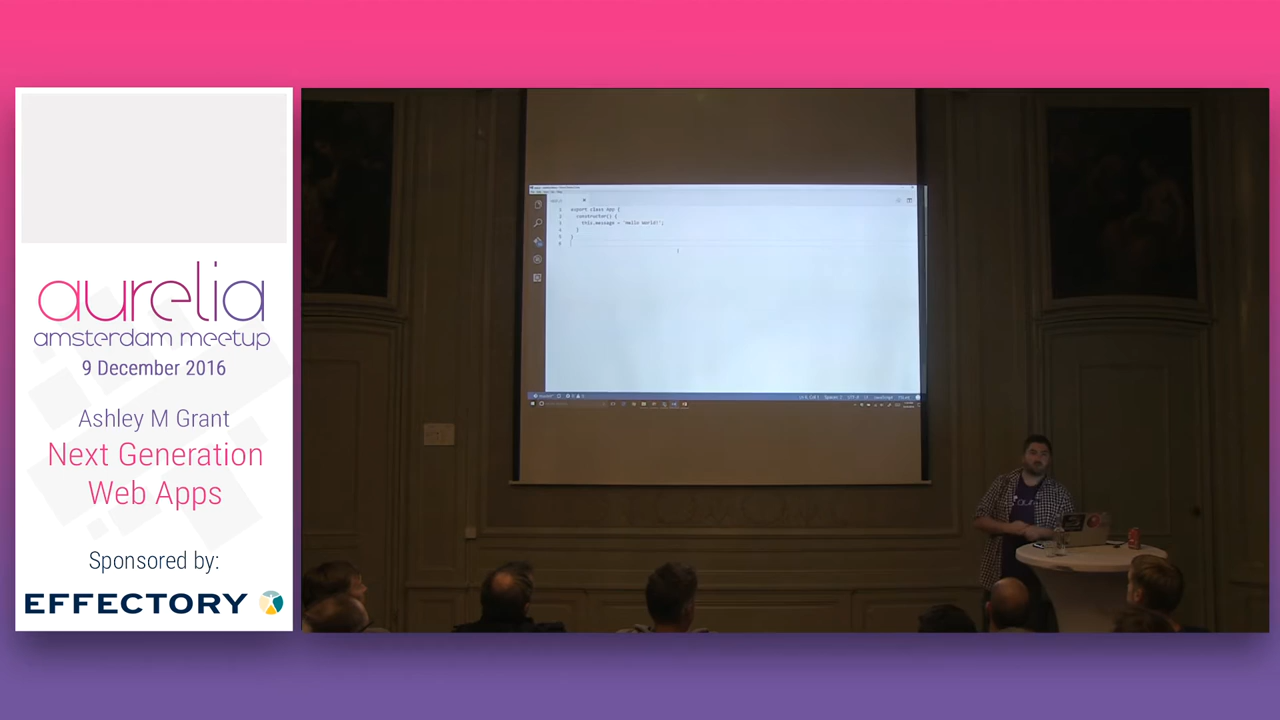 aurelia
amsterdam meetup
9 December 2016
Ashley M Grant
Next Generation
Web Apps
Sponsored by:
EFFECTORY
export class App {
constructor() {
this.message = 'Hello World!';
}
}